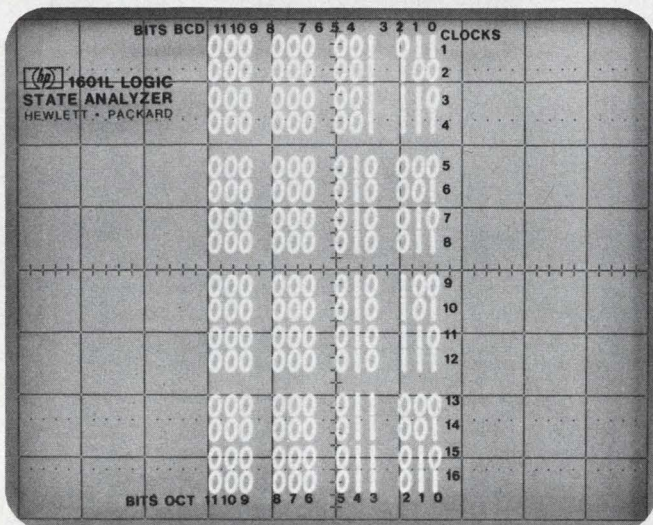 BITS BCD 11 10 9 8 7 6 5 4 3 2 1 0 CLOCKS
000 000 001 011 1
000 000 001 100 2
hp 1601L LOGIC
STATE ANALYZER
HEWLETT • PACKARD
000 000 001 110 3
000 000 001 111 4
000 000 010 000 5
000 000 010 001 6
000 000 010 010 7
000 000 010 011 8
000 000 010 100 9
000 000 010 101 10
000 000 010 110 11
000 000 010 111 12
000 000 011 000 13
000 000 011 001 14
000 000 011 010 15
000 000 011 011 16
BITS OCT 11 10 9 8 7 6 5 4 3 2 1 0